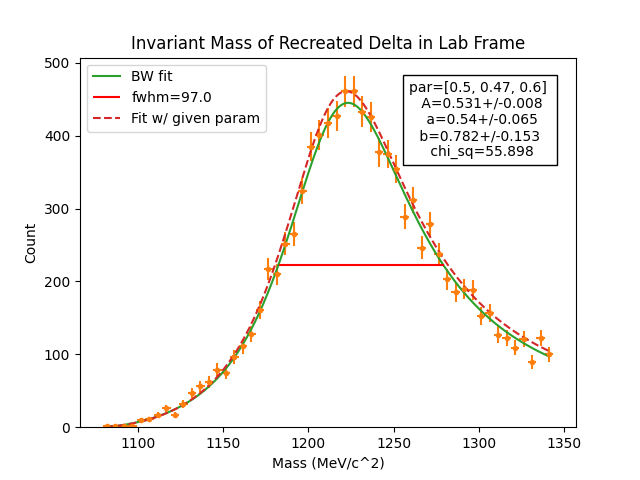 Invariant Mass of Recreated Delta in Lab Frame
BW fit
fwhm=97.0
Fit w/ given param
par=[0.5, 0.47, 0.6]
A=0.531+/-0.008
a=0.54+/-0.065
b=0.782+/-0.153
chi_sq=55.898
Count
500
400
300
200
100
0
1100 1150 1200 1250 1300 1350
Mass (MeV/c^2)